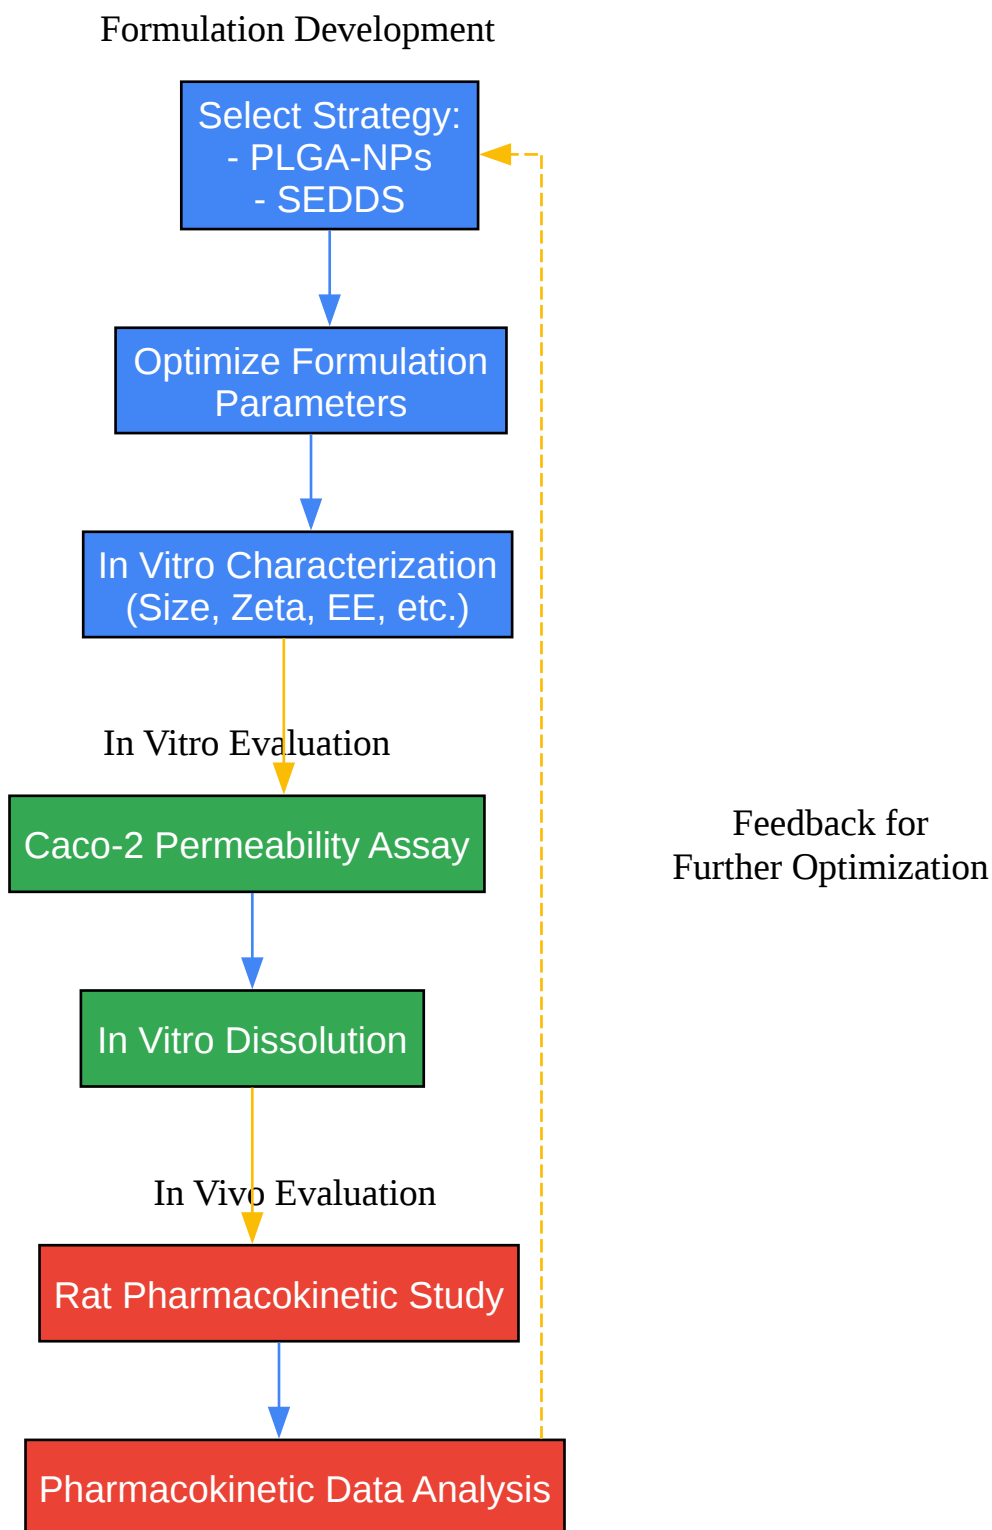 Formulation Development
Select Strategy:
- PLGA-NPs
- SEDDS
Optimize Formulation
Parameters
In Vitro Characterization
(Size, Zeta, EE, etc.)
In Vitro Evaluation
Caco-2 Permeability Assay
Feedback for
Further Optimization
In Vitro Dissolution
In Vivo Evaluation
Rat Pharmacokinetic Study
Pharmacokinetic Data Analysis